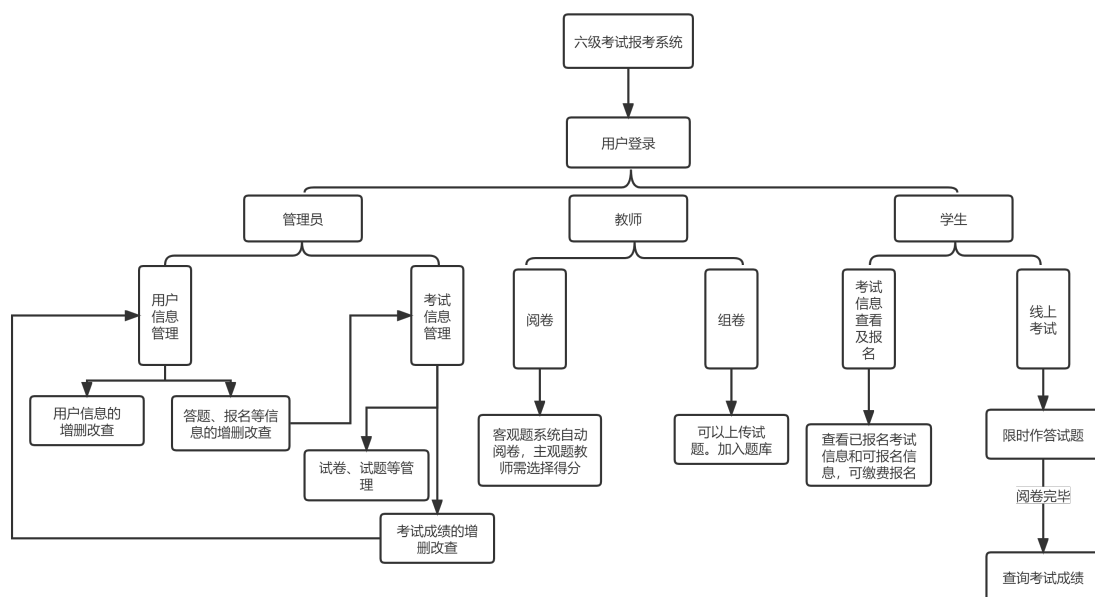 六级考试报考系统
用户登录
管理员
教师
学生
用户
信息
管理
考试
信息
管理
阅卷
组卷
考试
信息
查看
及报
名
线上
考试
用户信息的
增删改查
答题、报名等信
息的增删改查
试卷、试题等管
理
考试成绩的增
删改查
客观题系统自动
阅卷，主观题教
师需选择得分
可以上传试
题。加入题库
查看已报名考试
信息和可报名信
息，可缴费报名
限时作答试题
阅卷完毕
查询考试成绩